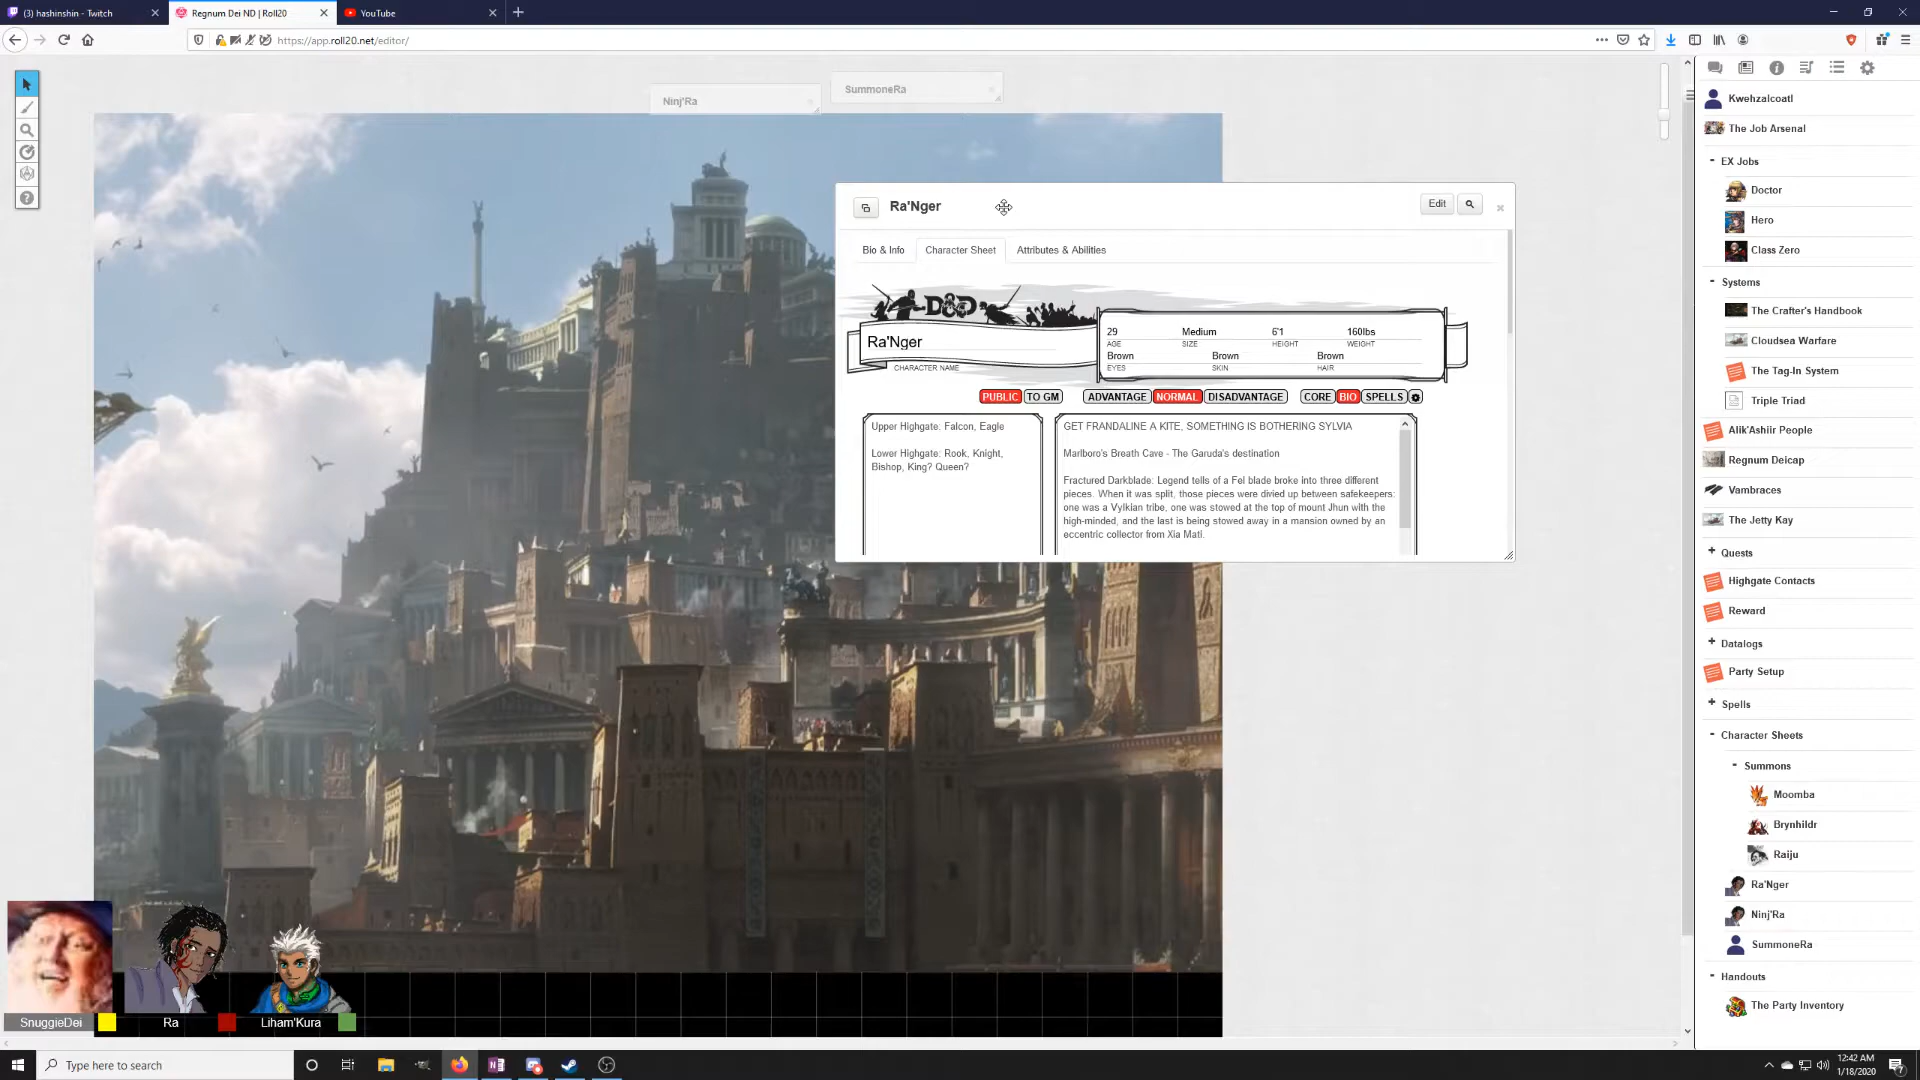 (3) hashinshin - Twitch
Regnum Dei ND | Roll20
YouTube
https://app.roll20.net/editor/
Ninj'Ra
SummoneRa
Ra'Nger
Edit
Bio & Info
Character Sheet
Attributes & Abilities
D&D
Ra'Nger
CHARACTER NAME
29
Medium
6'1
160lbs
AGE
SIZE
HEIGHT
WEIGHT
Brown
Brown
Brown
EYES
SKIN
HAIR
PUBLIC
TO GM
ADVANTAGE
NORMAL
DISADVANTAGE
CORE
BIO
SPELLS
Upper Highgate: Falcon, Eagle
Lower Highgate: Rook, Knight,
Bishop, King? Queen?
GET FRANDALINE A KITE, SOMETHING IS BOTHERING SYLVIA
Marlboro's Breath Cave - The Garuda's destination
Fractured Darkblade: Legend tells of a Fel blade broke into three different
pieces. When it was split, those pieces were divied up between safekeepers:
one was a Vylkian tribe, one was stowed at the top of mount Jhun with the
high-minded, and the last is being stowed away in a mansion owned by an
eccentric collector from Xia Mati.
Kwehzalcoatl
The Job Arsenal
EX Jobs
Doctor
Hero
Class Zero
Systems
The Crafter's Handbook
Cloudsea Warfare
The Tag-In System
Triple Triad
Alik'Ashiir People
Regnum Deicap
Vambraces
The Jetty Kay
Quests
Highgate Contacts
Reward
Datalogs
Party Setup
Spells
Character Sheets
Summons
Moomba
Brynhildr
Raiju
Ra'Nger
Ninj'Ra
SummoneRa
Handouts
The Party Inventory
SnuggieDei
Ra
Liham'Kura
Type here to search
12:42 AM
1/18/2020